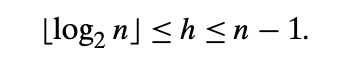 ⌊log₂ n⌋ ≤ h ≤ n − 1.